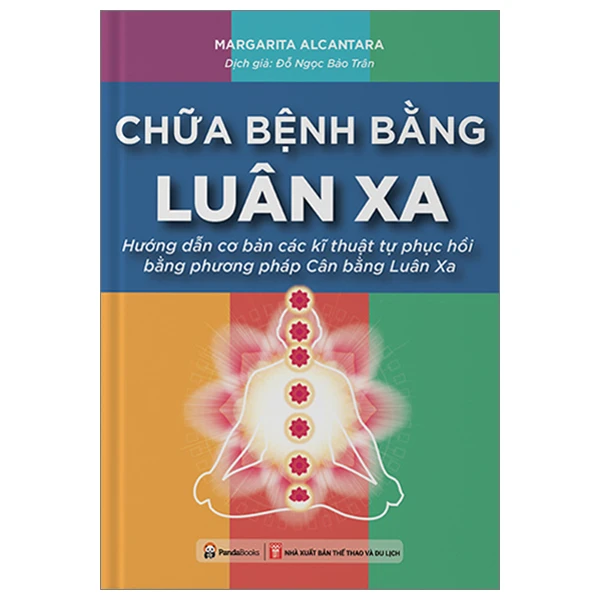 MARGARITA ALCANTARA
Dịch giả: Đỗ Ngọc Bảo Trân
CHỮA BỆNH BẰNG
LUÂN XA
Hướng dẫn cơ bản các kĩ thuật tự phục hồi
bằng phương pháp Cân bằng Luân Xa
PandaBooks
NHÀ XUẤT BẢN THỂ THAO VÀ DU LỊCH